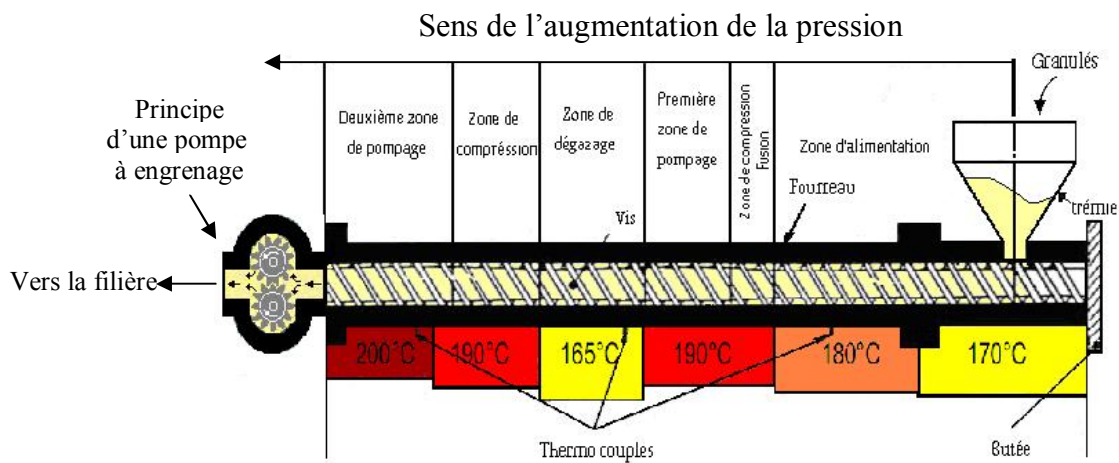 Sens de l’augmentation de la pression
Granulés
Principe
d’une pompe
à engrenage
Deuxième zone
de pompage
Zone de
compréssion
Zone de
dégazage
Première
zone de
pompage
Zone de compression
Fusion
Zone d'alimentation
Fourreau
trémie
Vis
Vers la filière
200°C
190°C
165°C
190°C
180°C
170°C
Thermo couples
Butée